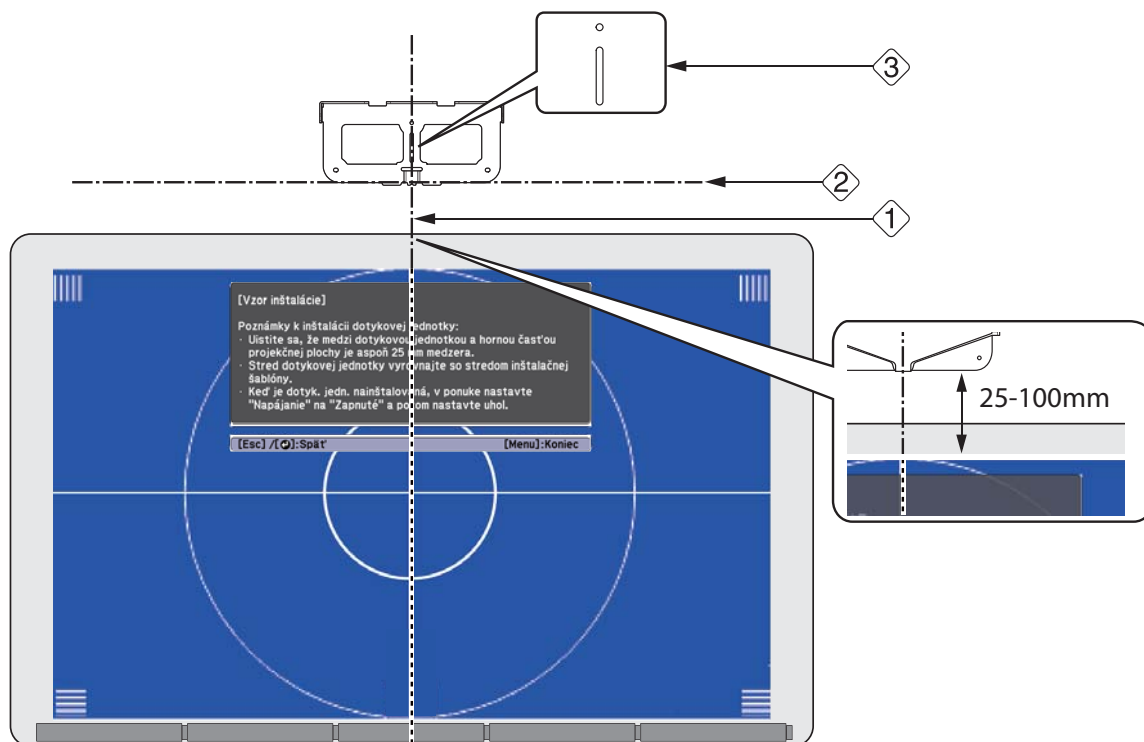 3
2
1
[Vzor inštalácie]
Poznámky k inštalácii dotykovej jednotky:
· Uistite sa, že medzi dotykovou jednotkou a hornou časťou
projekčnej plochy je aspoň 25 mm medzera.
· Stred dotykovej jednotky vyrovnajte so stredom inštalačnej
šablóny.
· Keď je dotyk. jedn. nainštalovaná, v ponuke nastavte
"Napájanie" na "Zapnuté" a potom nastavte uhol.
[Esc] /[⏎]:Späť [Menu]:Koniec
25-100mm